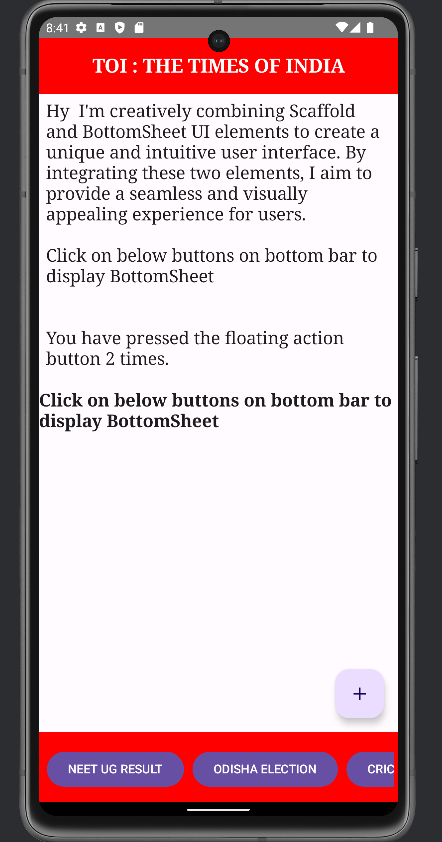 8:41
TOI : THE TIMES OF INDIA
Hy  I'm creatively combining Scaffold
and BottomSheet UI elements to create a
unique and intuitive user interface. By
integrating these two elements, I aim to
provide a seamless and visually
appealing experience for users.
Click on below buttons on bottom bar to
display BottomSheet
You have pressed the floating action
button 2 times.
Click on below buttons on bottom bar to
display BottomSheet
+
NEET UG RESULT ODISHA ELECTION CRIC